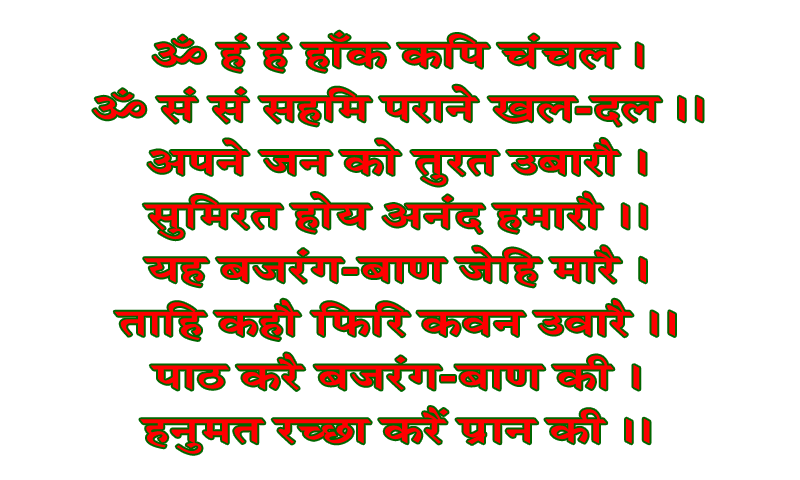 ॐ हं हं हाँक कपि चंचल ।
ॐ सं सं सहमि पराने खल-दल ।।
अपने जन को तुरत उबारौ ।
सुमिरत होय अनंद हमारौ ।।
यह बजरंग-बाण जेहि मारै ।
ताहि कहौ फिरि कवन उवारै ।।
पाठ करै बजरंग-बाण की ।
हनुमत रच्छा करैं प्रान की ।।